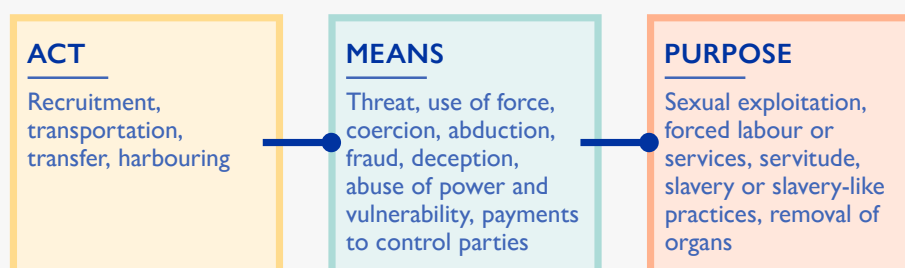 ACT
Recruitment,
transportation,
transfer, harbouring
MEANS
Threat, use of force,
coercion, abduction,
fraud, deception,
abuse of power and
vulnerability, payments
to control parties
PURPOSE
Sexual exploitation,
forced labour or
services, servitude,
slavery or slavery-like
practices, removal of
organs